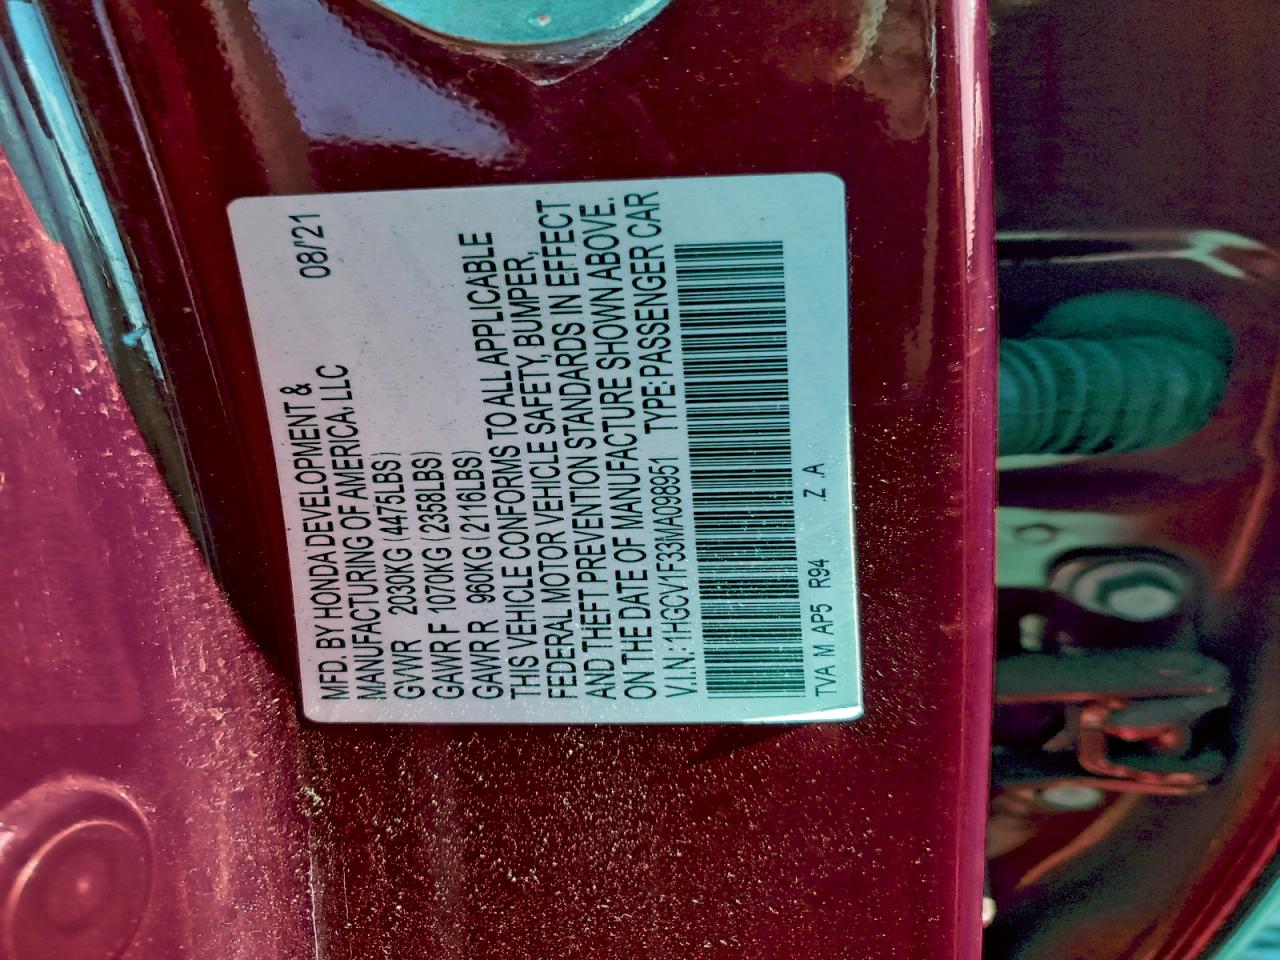 MFD. BY HONDA DEVELOPMENT & 08/'21
MANUFACTURING OF AMERICA, LLC
GVWR 2030KG (4475LBS)
GAWR F 1070KG (2358LBS)
GAWR R 960KG (2116LBS)
THIS VEHICLE CONFORMS TO ALL APPLICABLE
FEDERAL MOTOR VEHICLE SAFETY, BUMPER,
AND THEFT PREVENTION STANDARDS IN EFFECT
ON THE DATE OF MANUFACTURE SHOWN ABOVE.
V.I.N: 1HGCV1F33MA098951 TYPE: PASSENGER CAR
TVA M AP5 R94 Z A